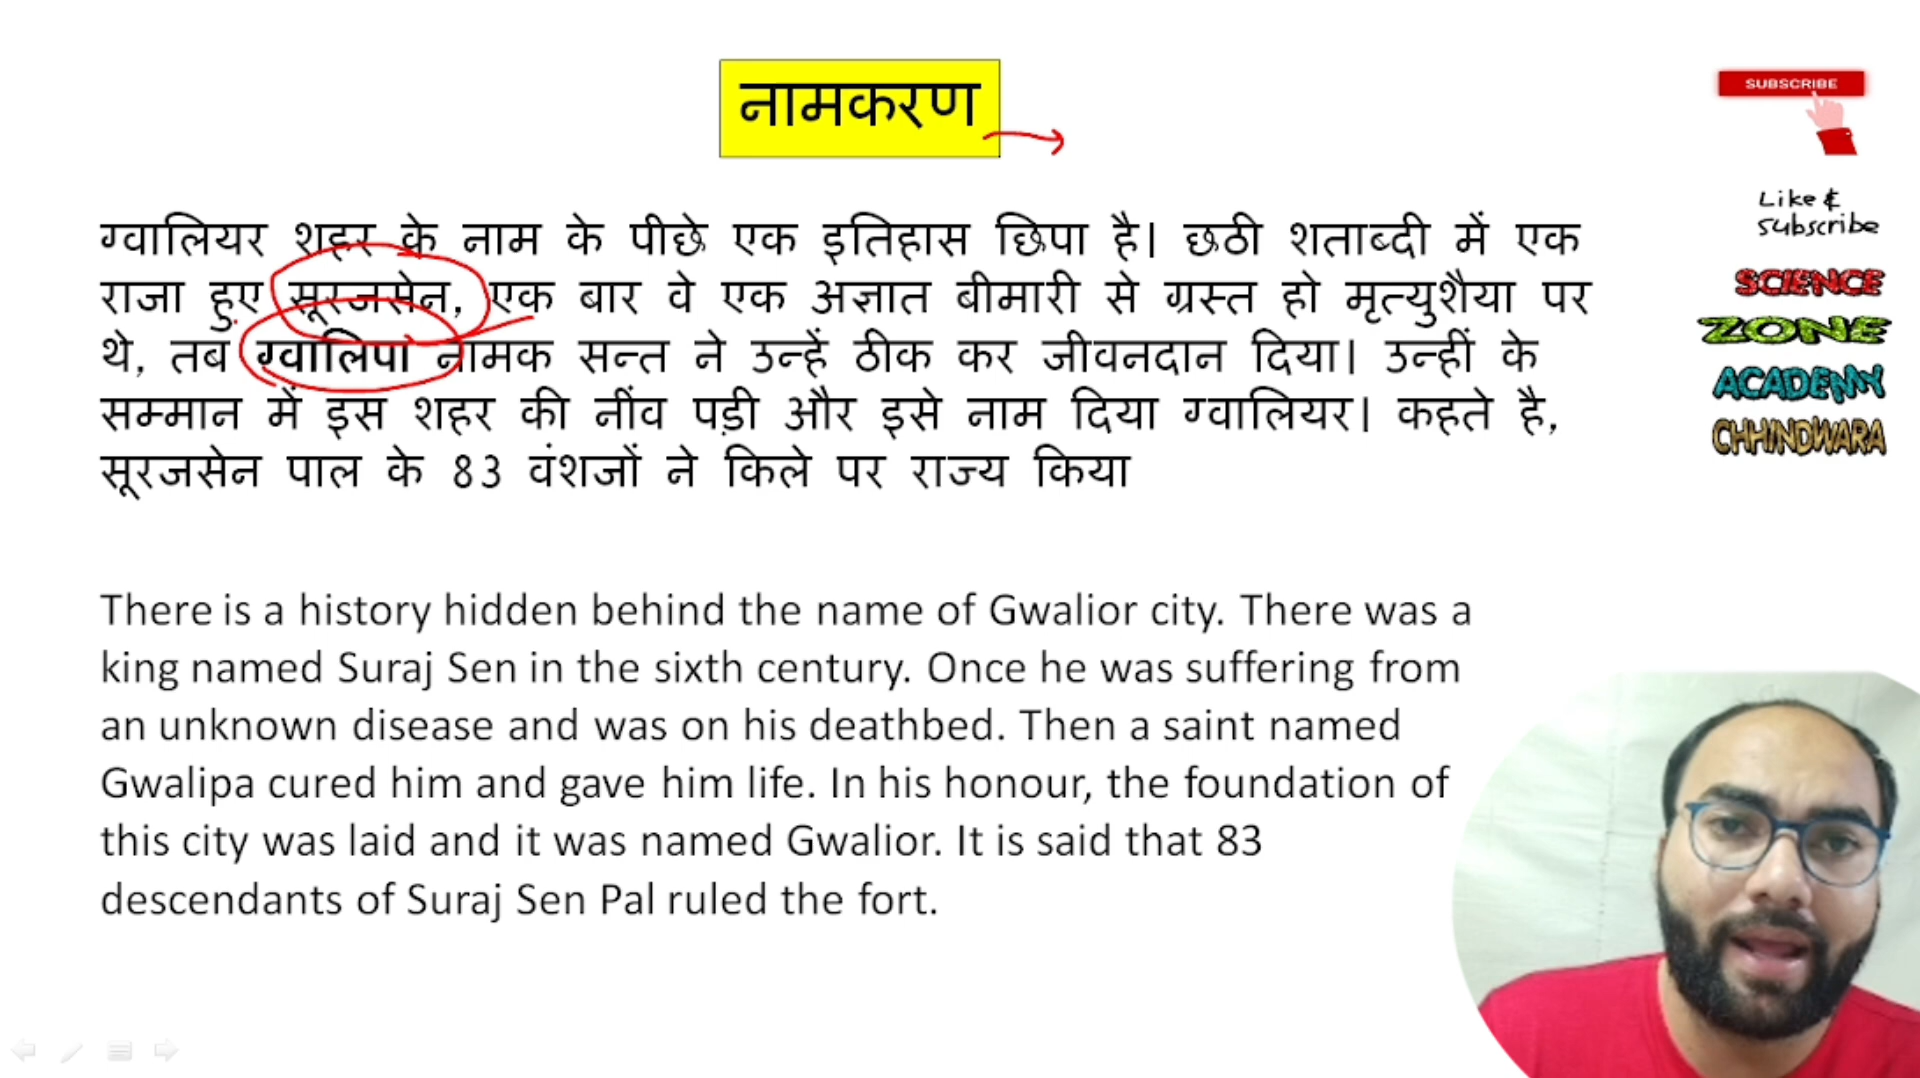 नामकरण
SUBSCRIBE
Like &
Subscribe
SCIENCE
ZONE
ACADEMY
CHHINDWARA
ग्वालियर शहर के नाम के पीछे एक इतिहास छिपा है। छठी शताब्दी में एक
राजा हुए सूरजसेन, एक बार वे एक अज्ञात बीमारी से ग्रस्त हो मृत्युशैया पर
थे, तब ग्वालिपा नामक सन्त ने उन्हें ठीक कर जीवनदान दिया। उन्हीं के
सम्मान में इस शहर की नींव पड़ी और इसे नाम दिया ग्वालियर। कहते है,
सूरजसेन पाल के 83 वंशजों ने किले पर राज्य किया
There is a history hidden behind the name of Gwalior city. There was a
king named Suraj Sen in the sixth century. Once he was suffering from
an unknown disease and was on his deathbed. Then a saint named
Gwalipa cured him and gave him life. In his honour, the foundation of
this city was laid and it was named Gwalior. It is said that 83
descendants of Suraj Sen Pal ruled the fort.